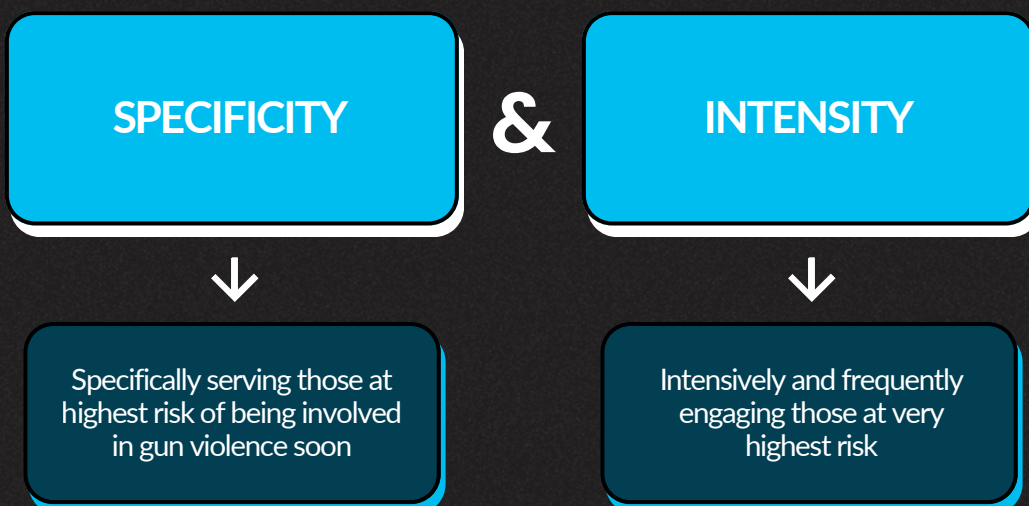 SPECIFICITY
&
INTENSITY
Specifically serving those at
highest risk of being involved
in gun violence soon
Intensively and frequently
engaging those at very
highest risk